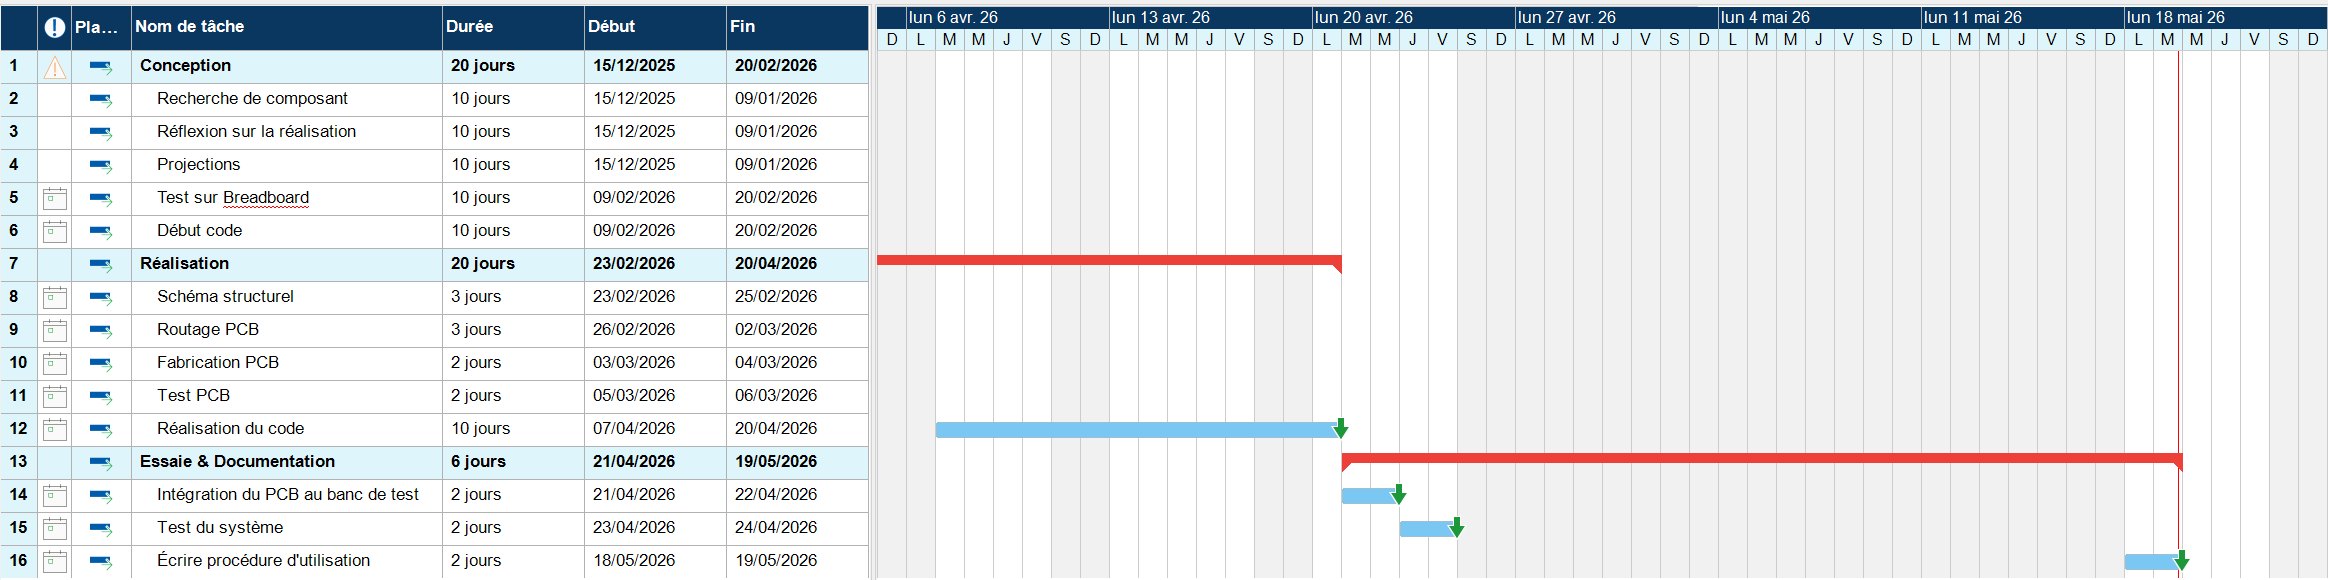 Pla... Nom de tâche Durée Début Fin
lun 6 avr. 26 lun 13 avr. 26 lun 20 avr. 26 lun 27 avr. 26 lun 4 mai 26 lun 11 mai 26 lun 18 mai 26
D L M M J V S D L M M J V S D L M M J V S D L M M J V S D L M M J V S D L M M J V S D L M M J V S D
1 Conception 20 jours 15/12/2025 20/02/2026
2 Recherche de composant 10 jours 15/12/2025 09/01/2026
3 Réflexion sur la réalisation 10 jours 15/12/2025 09/01/2026
4 Projections 10 jours 15/12/2025 09/01/2026
5 Test sur Breadboard 10 jours 09/02/2026 20/02/2026
6 Début code 10 jours 09/02/2026 20/02/2026
7 Réalisation 20 jours 23/02/2026 20/04/2026
8 Schéma structurel 3 jours 23/02/2026 25/02/2026
9 Routage PCB 3 jours 26/02/2026 02/03/2026
10 Fabrication PCB 2 jours 03/03/2026 04/03/2026
11 Test PCB 2 jours 05/03/2026 06/03/2026
12 Réalisation du code 10 jours 07/04/2026 20/04/2026
13 Essaie & Documentation 6 jours 21/04/2026 19/05/2026
14 Intégration du PCB au banc de test 2 jours 21/04/2026 22/04/2026
15 Test du système 2 jours 23/04/2026 24/04/2026
16 Écrire procédure d'utilisation 2 jours 18/05/2026 19/05/2026